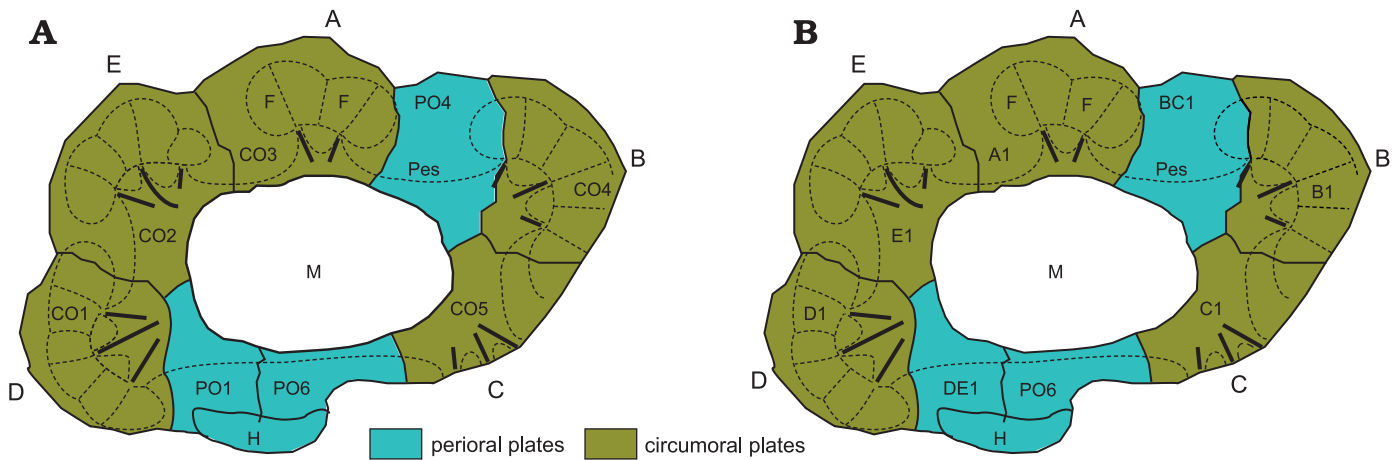 A
A
E
F
F
PO4
CO3
Pes
B
CO4
CO2
M
CO1
CO5
D
PO1
PO6
C
H
B
A
E
F
F
BC1
A1
Pes
B
B1
E1
M
D1
C1
D
DE1
PO6
C
H
perioral plates
circumoral plates